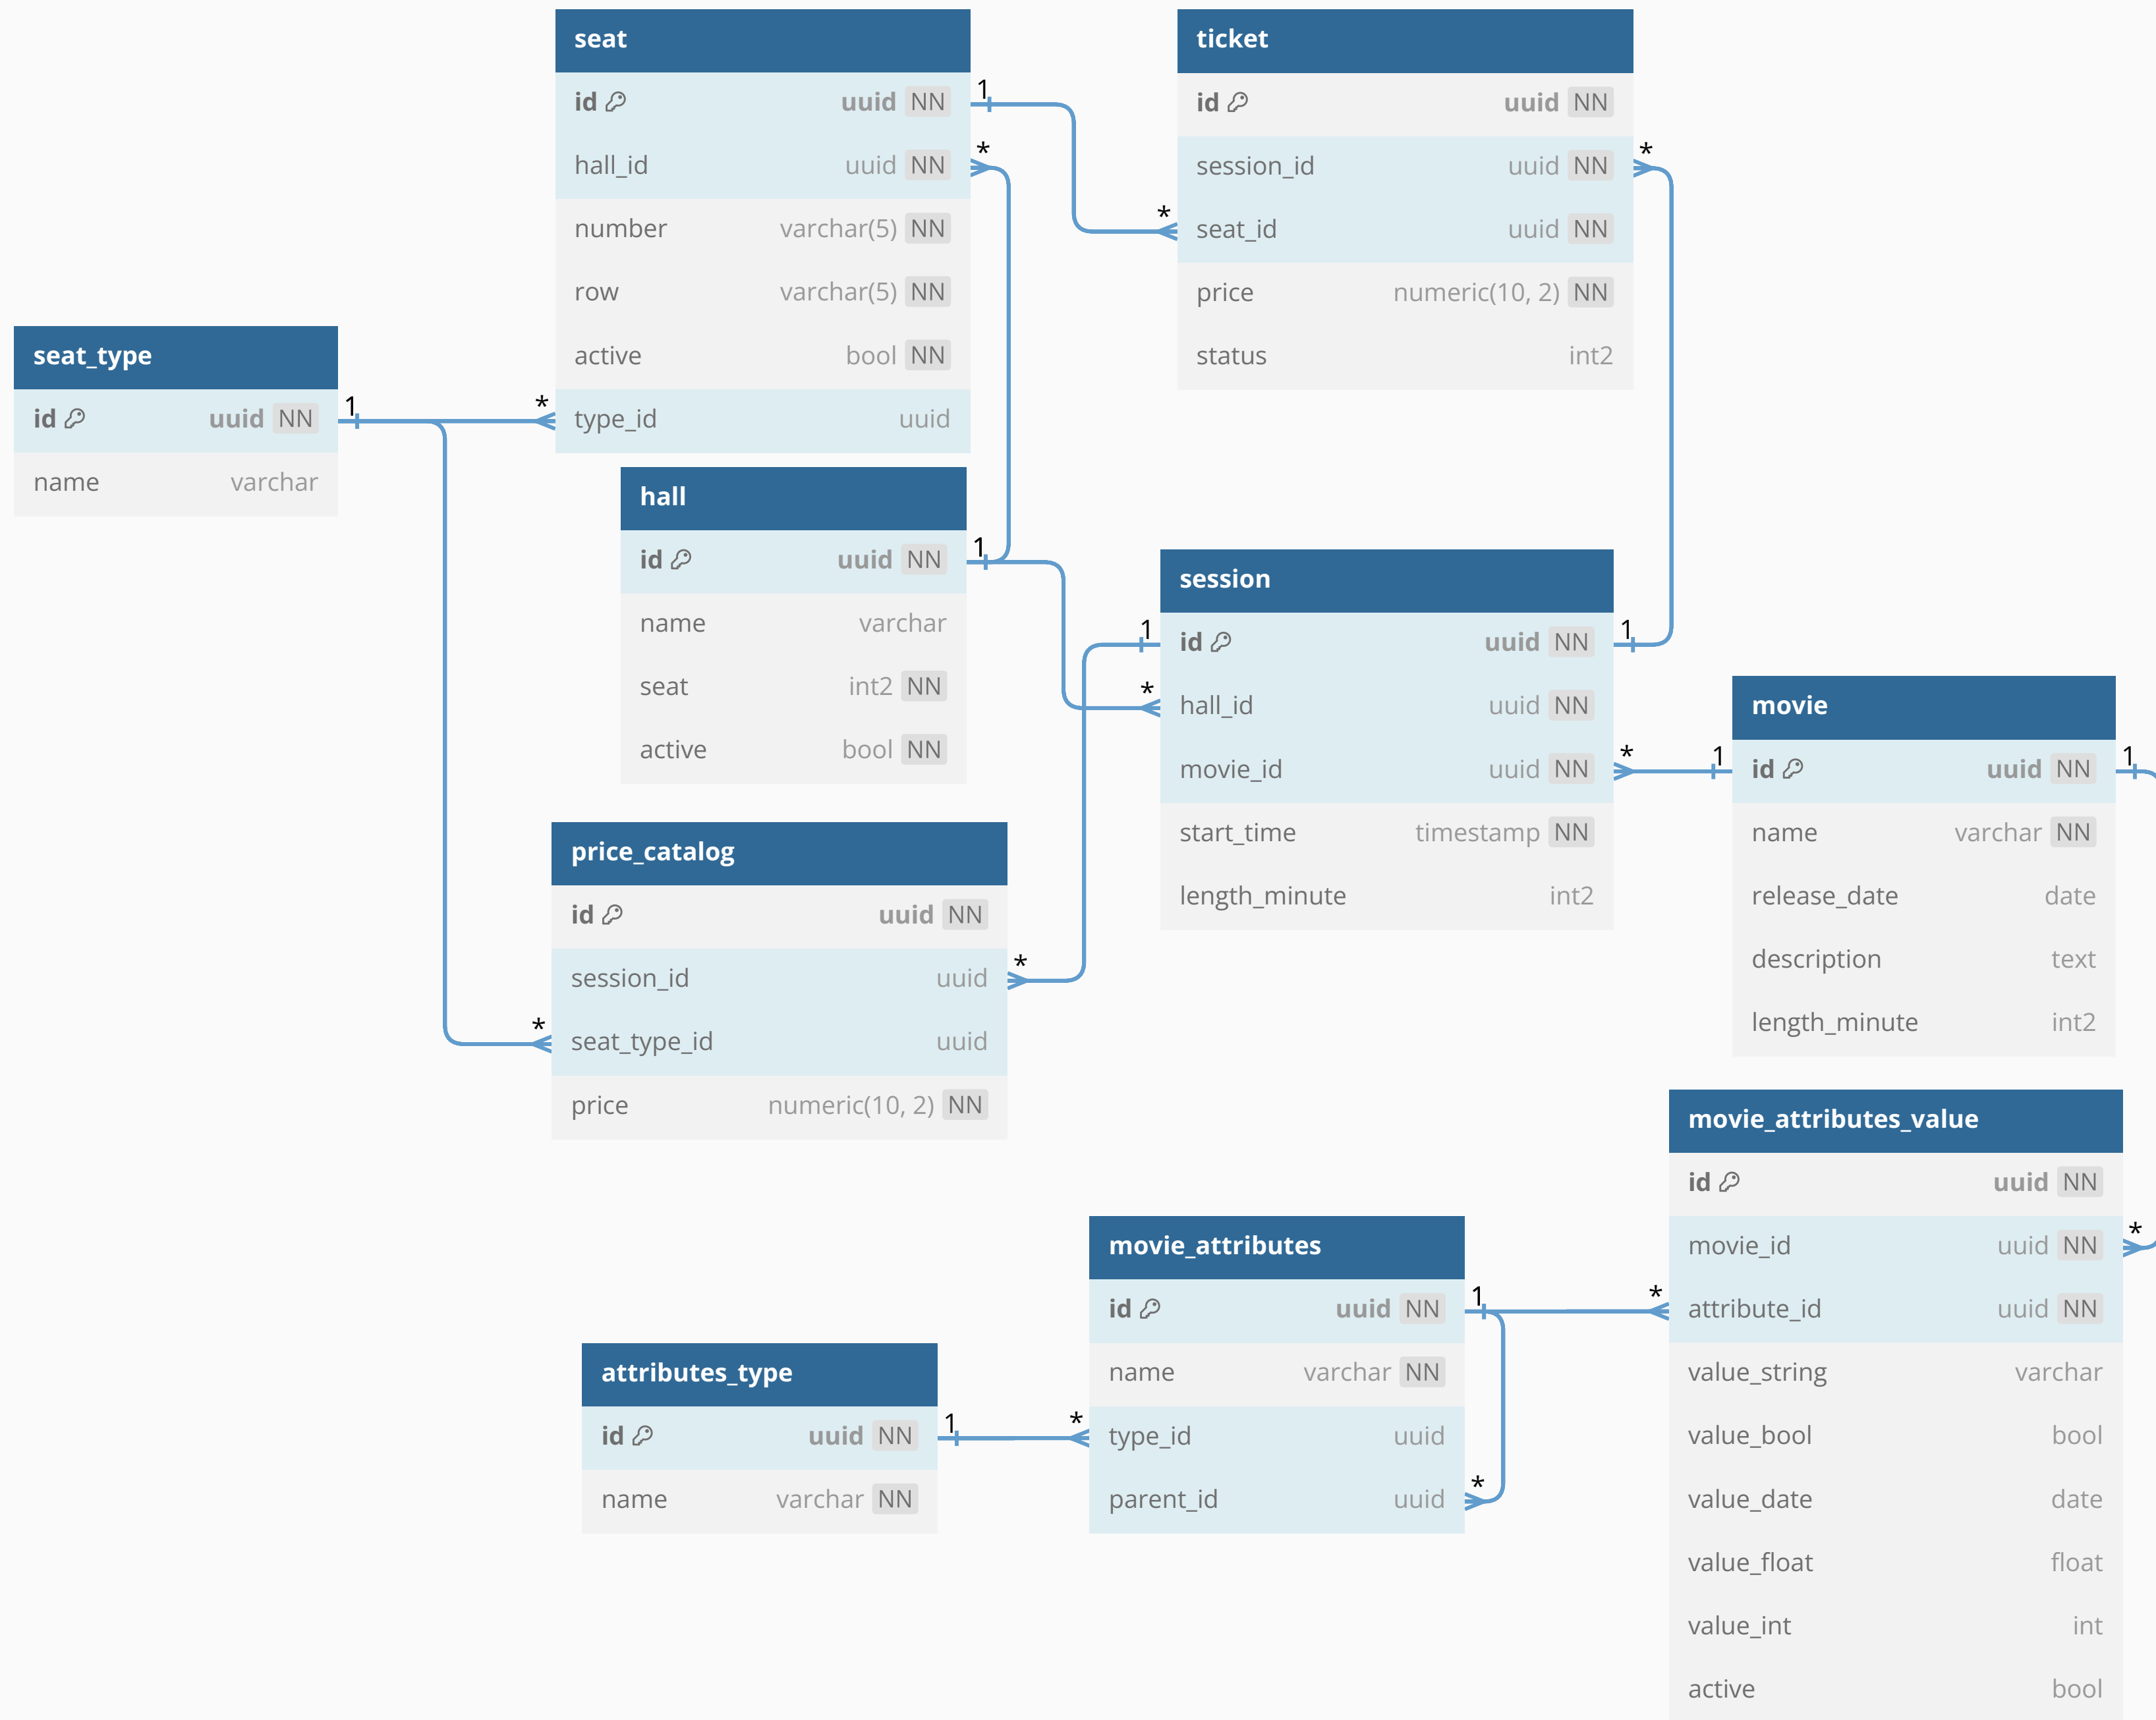 seat
id uuid NN
hall_id uuid NN
number varchar(5) NN
row varchar(5) NN
active bool NN
type_id uuid
ticket
id uuid NN
session_id uuid NN
seat_id uuid NN
price numeric(10, 2) NN
status int2
1
*
*
*
seat_type
id uuid NN
name varchar
1
*
hall
id uuid NN
name varchar
seat int2 NN
active bool NN
1
session
id uuid NN
hall_id uuid NN
movie_id uuid NN
start_time timestamp NN
length_minute int2
1
1
*
*
1
movie
id uuid NN
name varchar NN
release_date date
description text
length_minute int2
1
price_catalog
id uuid NN
session_id uuid
seat_type_id uuid
price numeric(10, 2) NN
*
*
movie_attributes_value
id uuid NN
movie_id uuid NN
attribute_id uuid NN
value_string varchar
value_bool bool
value_date date
value_float float
value_int int
active bool
*
movie_attributes
id uuid NN
name varchar NN
type_id uuid
parent_id uuid
1
*
*
attributes_type
id uuid NN
name varchar NN
1
*